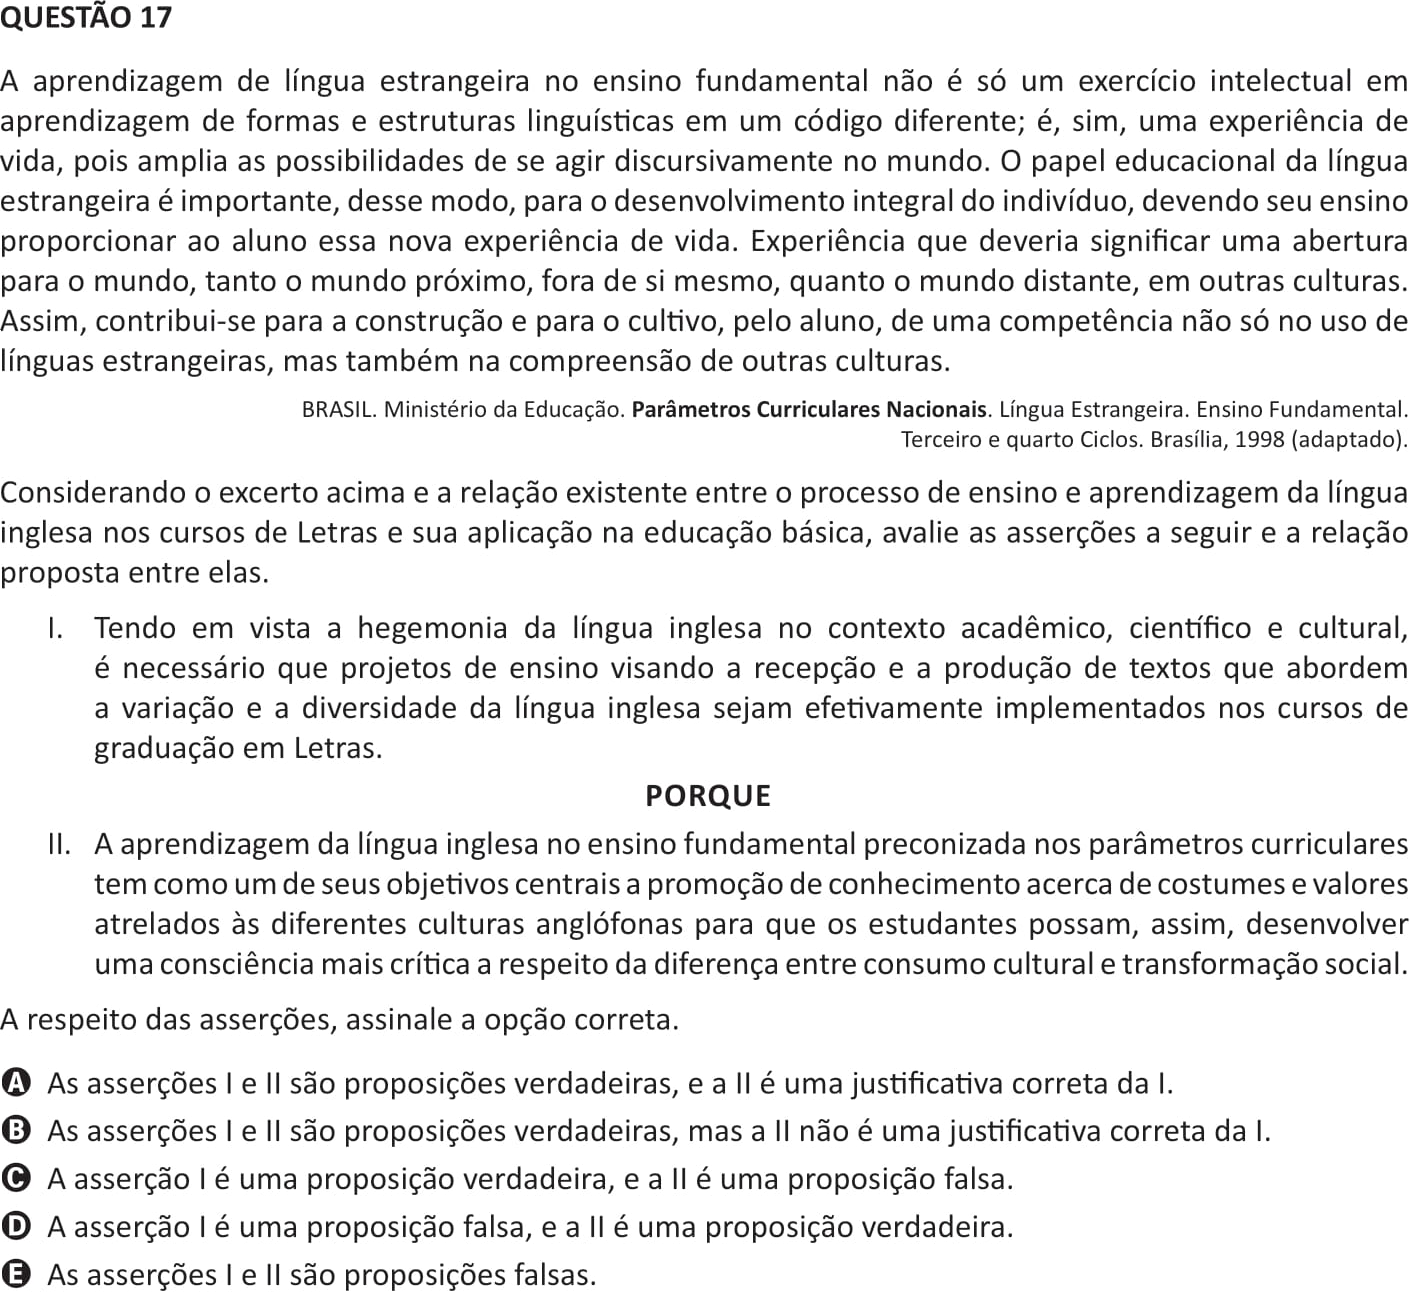 QUESTÃO 17
A aprendizagem de língua estrangeira no ensino fundamental não é só um exercício intelectual em
aprendizagem de formas e estruturas linguísticas em um código diferente; é, sim, uma experiência de
vida, pois amplia as possibilidades de se agir discursivamente no mundo. O papel educacional da língua
estrangeira é importante, desse modo, para o desenvolvimento integral do indivíduo, devendo seu ensino
proporcionar ao aluno essa nova experiência de vida. Experiência que deveria significar uma abertura
para o mundo, tanto o mundo próximo, fora de si mesmo, quanto o mundo distante, em outras culturas.
Assim, contribui-se para a construção e para o cultivo, pelo aluno, de uma competência não só no uso de
línguas estrangeiras, mas também na compreensão de outras culturas.
BRASIL. Ministério da Educação. Parâmetros Curriculares Nacionais. Língua Estrangeira. Ensino Fundamental.
Terceiro e quarto Ciclos. Brasília, 1998 (adaptado).
Considerando o excerto acima e a relação existente entre o processo de ensino e aprendizagem da língua
inglesa nos cursos de Letras e sua aplicação na educação básica, avalie as asserções a seguir e a relação
proposta entre elas.
I. Tendo em vista a hegemonia da língua inglesa no contexto acadêmico, científico e cultural,
é necessário que projetos de ensino visando a recepção e a produção de textos que abordem
a variação e a diversidade da língua inglesa sejam efetivamente implementados nos cursos de
graduação em Letras.
PORQUE
II. A aprendizagem da língua inglesa no ensino fundamental preconizada nos parâmetros curriculares
tem como um de seus objetivos centrais a promoção de conhecimento acerca de costumes e valores
atrelados às diferentes culturas anglófonas para que os estudantes possam, assim, desenvolver
uma consciência mais crítica a respeito da diferença entre consumo cultural e transformação social.
A respeito das asserções, assinale a opção correta.
A As asserções I e II são proposições verdadeiras, e a II é uma justificativa correta da I.
B As asserções I e II são proposições verdadeiras, mas a II não é uma justificativa correta da I.
C A asserção I é uma proposição verdadeira, e a II é uma proposição falsa.
D A asserção I é uma proposição falsa, e a II é uma proposição verdadeira.
E As asserções I e II são proposições falsas.